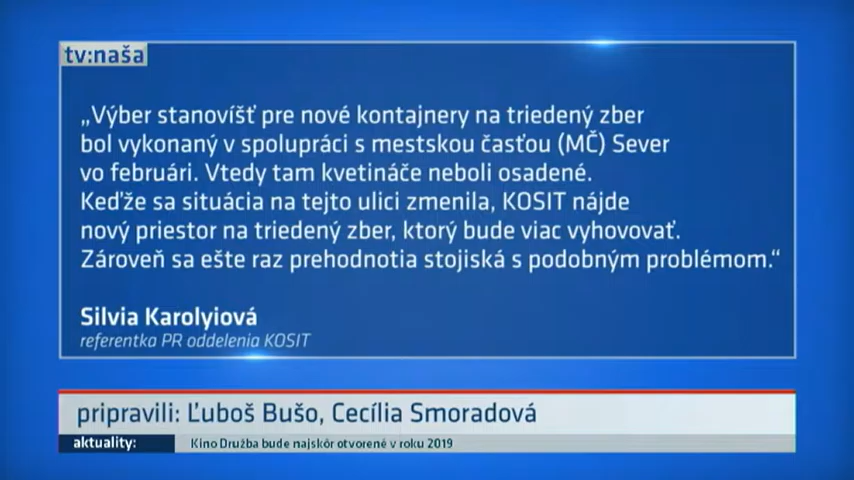 tv:naša
„Výber stanovíšť pre nové kontajnery na triedený zber
bol vykonaný v spolupráci s mestskou časťou (MČ) Sever
vo februári. Vtedy tam kvetináče neboli osadené.
Keďže sa situácia na tejto ulici zmenila, KOSIT nájde
nový priestor na triedený zber, ktorý bude viac vyhovovať.
Zároveň sa ešte raz prehodnotia stojiská s podobným problémom.“
Silvia Karolyiová
referentka PR oddelenia KOSIT
pripravili: Ľuboš Bušo, Cecília Smoradová
aktuality: Kino Družba bude najskôr otvorené v roku 2019